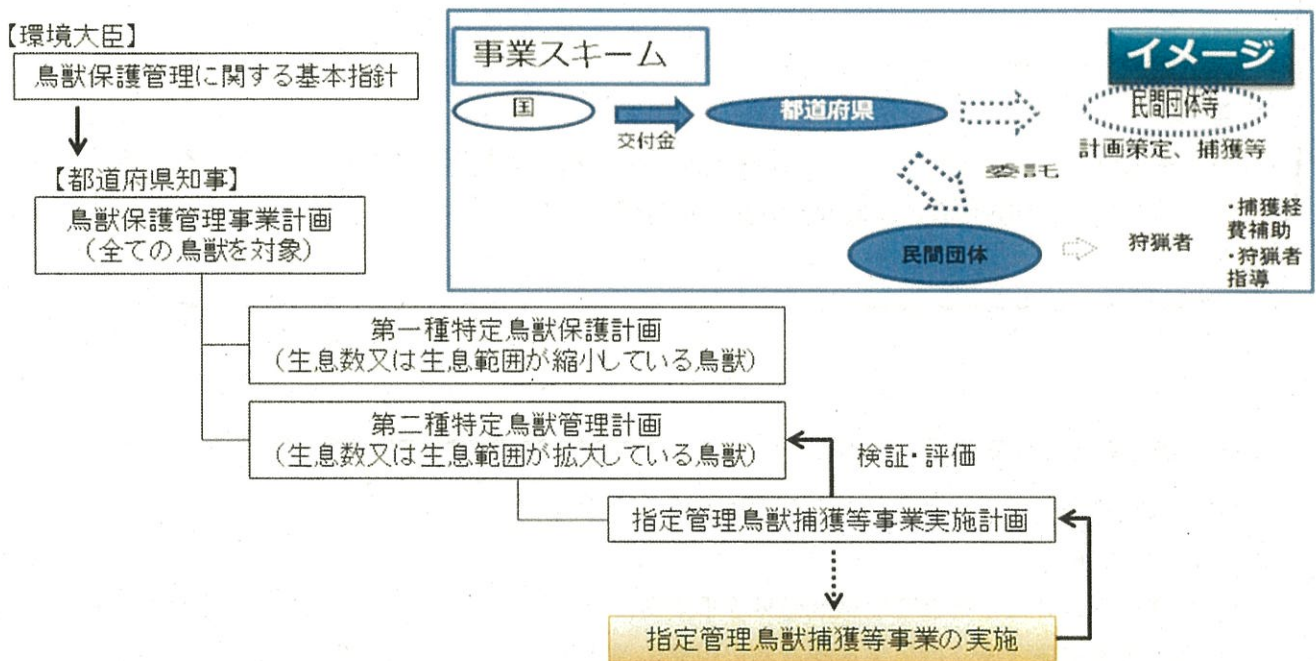 【環境大臣】
鳥獣保護管理に関する基本指針
【都道府県知事】
鳥獣保護管理事業計画
（全ての鳥獣を対象）
第一種特定鳥獣保護計画
（生息数又は生息範囲が縮小している鳥獣）
第二種特定鳥獣管理計画
（生息数又は生息範囲が拡大している鳥獣）
検証・評価
指定管理鳥獣捕獲等事業実施計画
指定管理鳥獣捕獲等事業の実施
事業スキーム
イメージ
国
交付金
都道府県
民間団体等
計画策定、捕獲等
委託
民間団体
狩猟者
・捕獲経
費補助
・狩猟者
指導